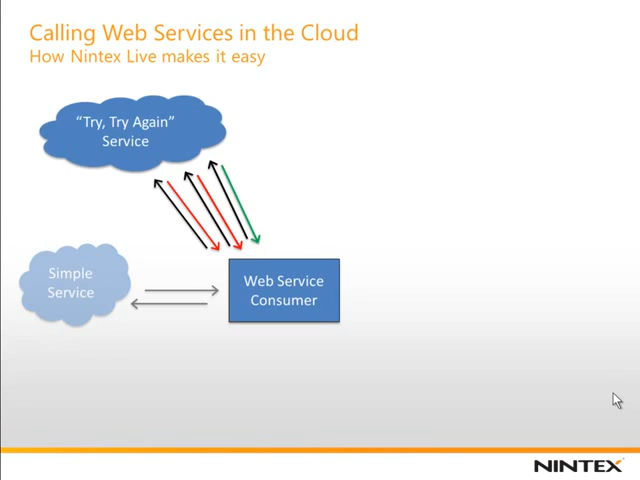 Calling Web Services in the Cloud
How Nintex Live makes it easy
“Try, Try Again”
Service
Simple
Service
Web Service
Consumer
NINTEX